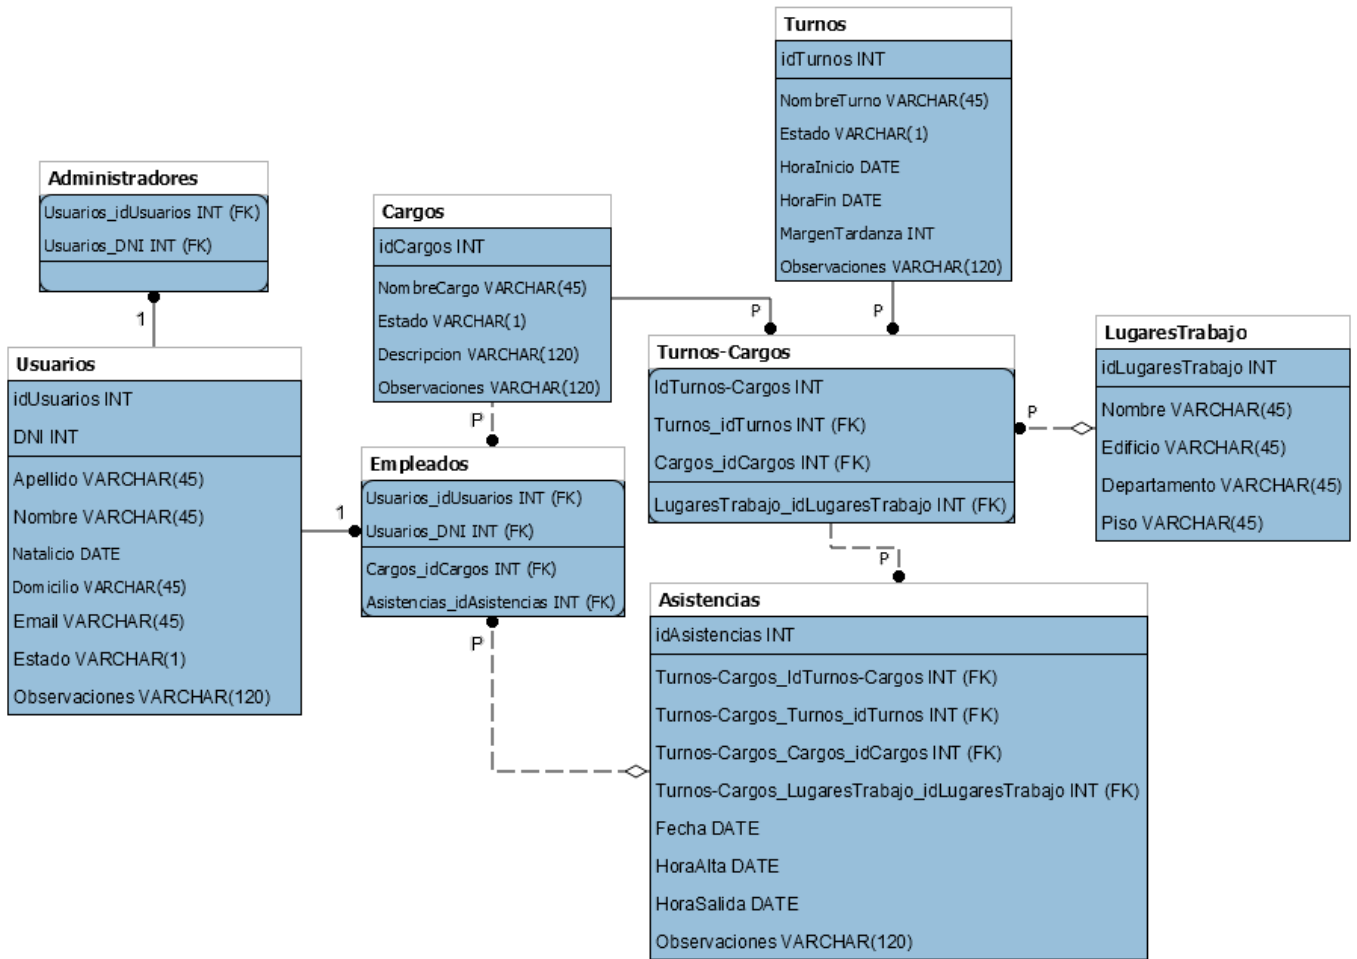 Turnos
idTurnos INT
NombreTurno VARCHAR(45)
Estado VARCHAR(1)
HoraInicio DATE
HoraFin DATE
MargenTardanza INT
Observaciones VARCHAR(120)
Administradores
Usuarios_idUsuarios INT (FK)
Usuarios_DNI INT (FK)
Cargos
idCargos INT
NombreCargo VARCHAR(45)
Estado VARCHAR(1)
Descripcion VARCHAR(120)
Observaciones VARCHAR(120)
1
P
P
P
Usuarios
idUsuarios INT
DNI INT
Apellido VARCHAR(45)
Nombre VARCHAR(45)
Natalicio DATE
Domicilio VARCHAR(45)
Email VARCHAR(45)
Estado VARCHAR(1)
Observaciones VARCHAR(120)
1
Empleados
Usuarios_idUsuarios INT (FK)
Usuarios_DNI INT (FK)
Cargos_idCargos INT (FK)
Asistencias_idAsistencias INT (FK)
P
Turnos-Cargos
IdTurnos-Cargos INT
Turnos_idTurnos INT (FK)
Cargos_idCargos INT (FK)
LugaresTrabajo_idLugaresTrabajo INT (FK)
P
LugaresTrabajo
idLugaresTrabajo INT
Nombre VARCHAR(45)
Edificio VARCHAR(45)
Departamento VARCHAR(45)
Piso VARCHAR(45)
P
Asistencias
idAsistencias INT
Turnos-Cargos_IdTurnos-Cargos INT (FK)
Turnos-Cargos_Turnos_idTurnos INT (FK)
Turnos-Cargos_Cargos_idCargos INT (FK)
Turnos-Cargos_LugaresTrabajo_idLugaresTrabajo INT (FK)
Fecha DATE
HoraAlta DATE
HoraSalida DATE
Observaciones VARCHAR(120)